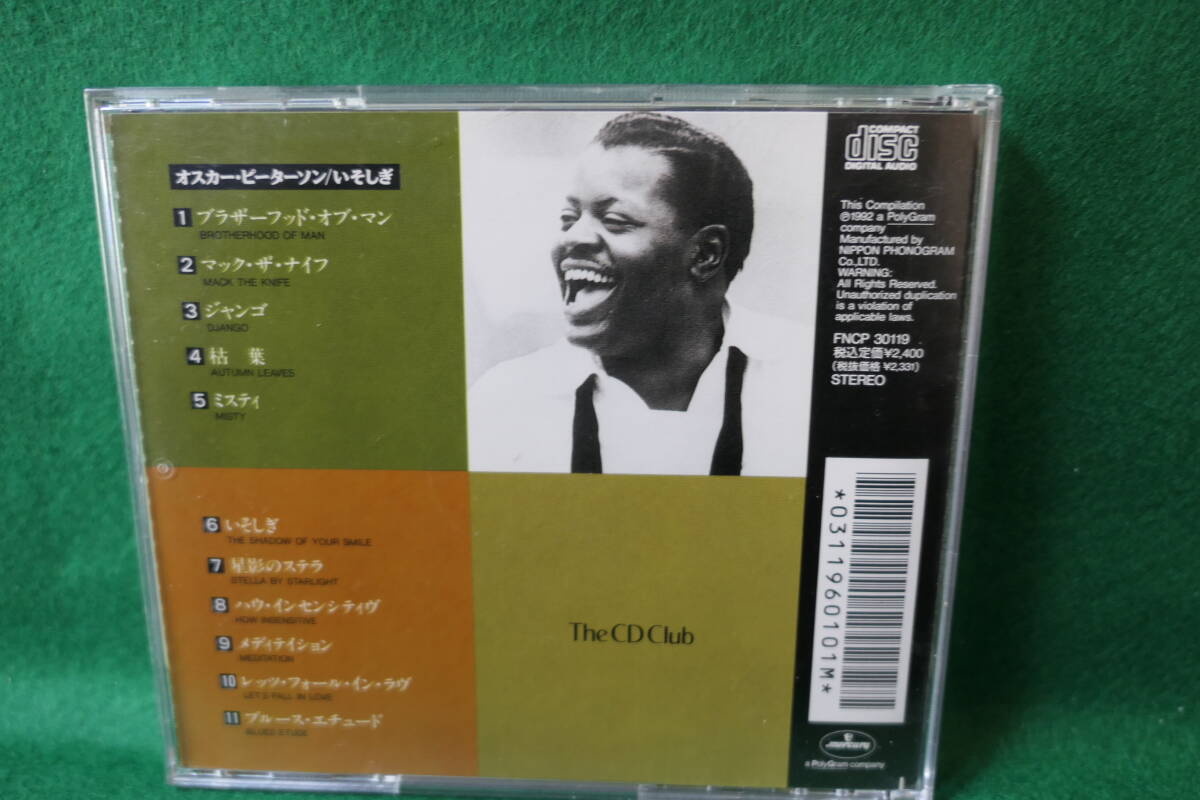 オスカー・ピーターソン/いそしぎ
1 ブラザーフッド・オブ・マン
BROTHERHOOD OF MAN
2 マック・ザ・ナイフ
MACK THE KNIFE
3 ジャンゴ
DJANGO
4 枯 葉
AUTUMN LEAVES
5 ミスティ
MISTY
6 いそしぎ
THE SHADOW OF YOUR SMILE
7 星影のステラ
STELLA BY STARLIGHT
8 ハウ・インセンシティヴ
HOW INSENSITIVE
9 メディテイション
MEDITATION
10 レッツ・フォール・イン・ラヴ
LET'S FALL IN LOVE
11 ブルース・エチュード
BLUES ETUDE
The CD Club
COMPACT
disc
DIGITAL AUDIO
This Compilation
℗1992 a PolyGram
company
Manufactured by
NIPPON PHONOGRAM
Co.,LTD.
WARNING:
All Rights Reserved.
Unauthorized duplication
is a violation of
applicable laws.
FNCP 30119
税込定価¥2,400
(税抜価格 ¥2,331)
STEREO
*0311960101M*
mercury
a PolyGram company